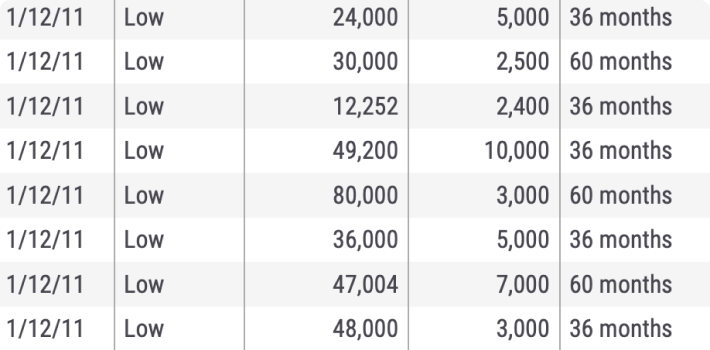 1/12/11 Low 24,000 5,000 36 months
1/12/11 Low 30,000 2,500 60 months
1/12/11 Low 12,252 2,400 36 months
1/12/11 Low 49,200 10,000 36 months
1/12/11 Low 80,000 3,000 60 months
1/12/11 Low 36,000 5,000 36 months
1/12/11 Low 47,004 7,000 60 months
1/12/11 Low 48,000 3,000 36 months